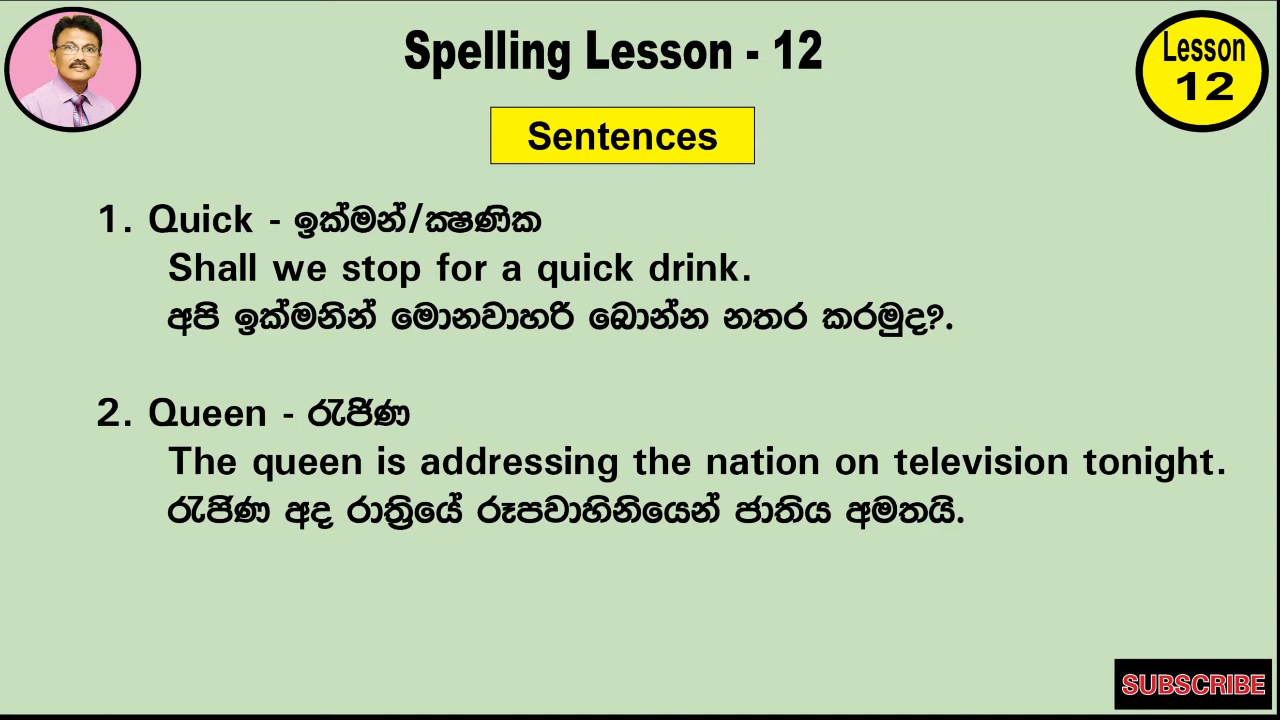 Spelling Lesson - 12
Lesson
12
Sentences
1. Quick - ඉක්මන්/ක්‍ෂණික
Shall we stop for a quick drink.
අපි ඉක්මනින් මොනවාහරි බොන්න නතර කරමුද?.
2. Queen - රැජිණ
The queen is addressing the nation on television tonight.
රැජිණ අද රාත්‍රියේ රූපවාහිනියෙන් ජාතිය අමතයි.
SUBSCRIBE